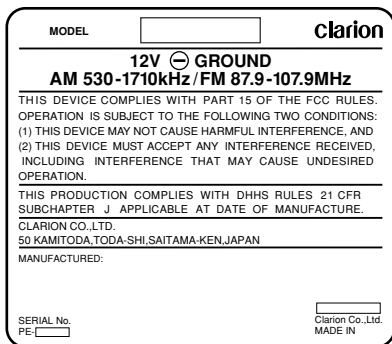 MODEL clarion
12V ⊖ GROUND
AM 530-1710kHz/FM 87.9-107.9MHz
THIS DEVICE COMPLIES WITH PART 15 OF THE FCC RULES.
OPERATION IS SUBJECT TO THE FOLLOWING TWO CONDITIONS:
(1) THIS DEVICE MAY NOT CAUSE HARMFUL INTERFERENCE, AND
(2) THIS DEVICE MUST ACCEPT ANY INTERFERENCE RECEIVED,
INCLUDING INTERFERENCE THAT MAY CAUSE UNDESIRED
OPERATION.
THIS PRODUCTION COMPLIES WITH DHHS RULES 21 CFR
SUBCHAPTER J APPLICABLE AT DATE OF MANUFACTURE.
CLARION CO.,LTD.
50 KAMITODA,TODA-SHI,SAITAMA-KEN,JAPAN
MANUFACTURED:
SERIAL No. Clarion Co.,Ltd.
PE- MADE IN